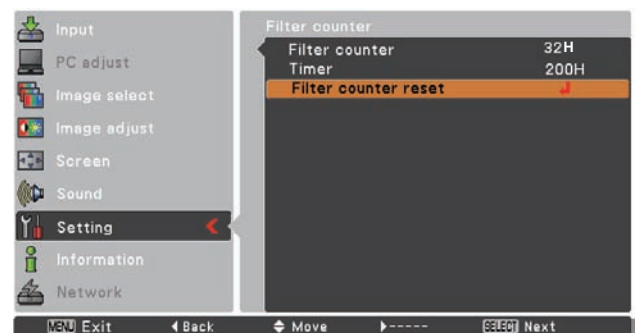 Input
PC adjust
Image select
Image adjust
Screen
Sound
Setting
Information
Network
Filter counter
Filter counter 32H
Timer 200H
Filter counter reset
MENU Exit Back Move ----- SELECT Next